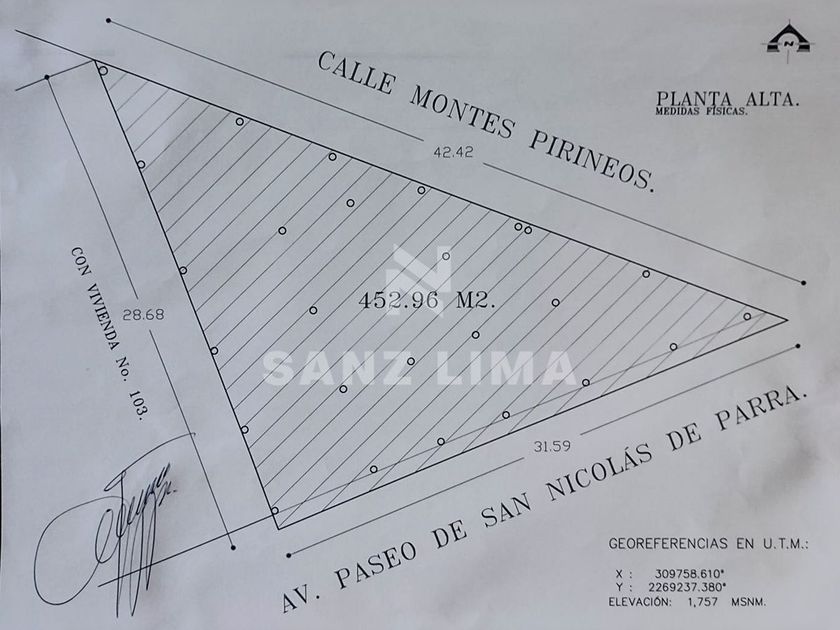 CALLE MONTES PIRINEOS.
42.42
N
PLANTA ALTA.
MEDIDAS FÍSICAS.
CON VIVIENDA No. 103.
28.68
452.96 M2.
SANZ LIMA
31.59
AV. PASEO DE SAN NICOLÁS DE PARRA.
GEOREFERENCIAS EN U.T.M.:
X : 309758.610"
Y : 2269237.380"
ELEVACIÓN: 1,757 MSNM.